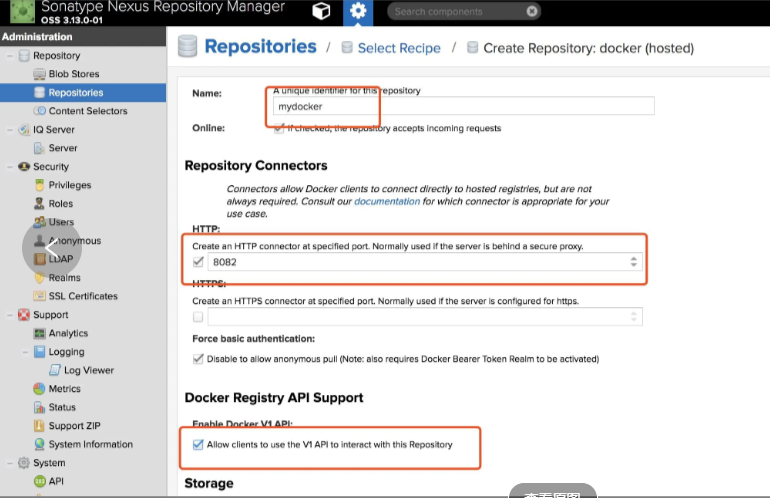 Sonatype Nexus Repository Manager
OSS 3.13.0-01
Search components
Administration
Repository
Blob Stores
Repositories
Content Selectors
IQ Server
Server
Security
Privileges
Roles
Users
Anonymous
LDAP
Realms
SSL Certificates
Support
Analytics
Logging
Log Viewer
Metrics
Status
Support ZIP
System Information
System
API
Repositories / Select Recipe / Create Repository: docker (hosted)
Name:
A unique identifier for this repository
mydocker
Online:
If checked, the repository accepts incoming requests
Repository Connectors
Connectors allow Docker clients to connect directly to hosted registries, but are not
always required. Consult our documentation for which connector is appropriate for your
use case.
HTTP:
Create an HTTP connector at specified port. Normally used if the server is behind a secure proxy.
8082
HTTPS:
Create an HTTPS connector at specified port. Normally used if the server is configured for https.
Force basic authentication:
Disable to allow anonymous pull (Note: also requires Docker Bearer Token Realm to be activated)
Docker Registry API Support
Enable Docker V1 API:
Allow clients to use the V1 API to interact with this Repository
Storage
查看原图